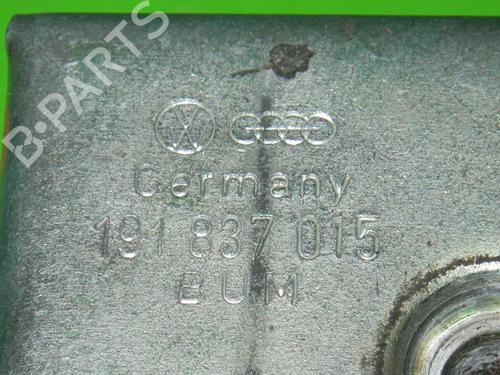 B-PARTS
Germany
191 837 015
BUM